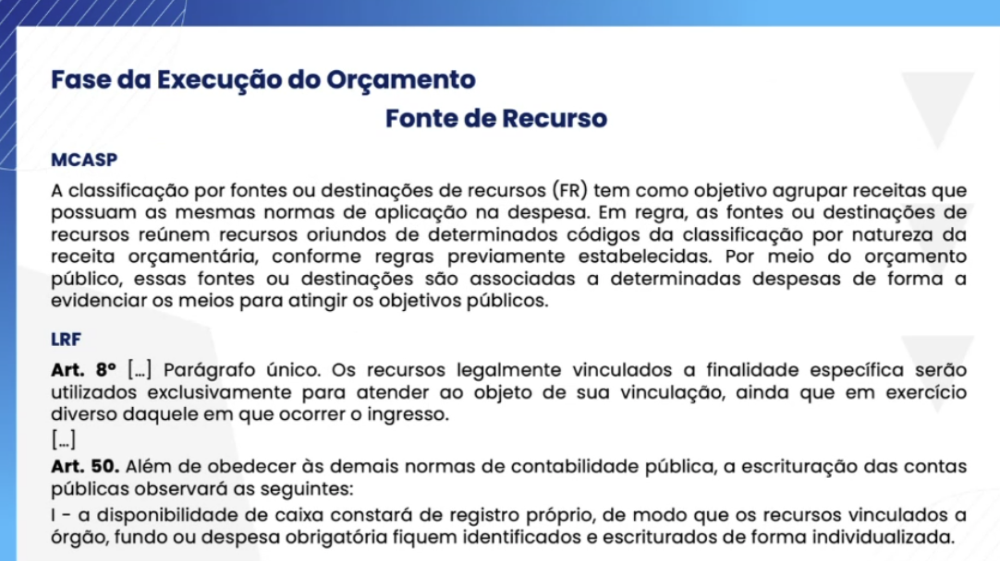 Fase da Execução do Orçamento
Fonte de Recurso
MCASP
A classificação por fontes ou destinações de recursos (FR) tem como objetivo agrupar receitas que
possuam as mesmas normas de aplicação na despesa. Em regra, as fontes ou destinações de
recursos reúnem recursos oriundos de determinados códigos da classificação por natureza da
receita orçamentária, conforme regras previamente estabelecidas. Por meio do orçamento
público, essas fontes ou destinações são associadas a determinadas despesas de forma a
evidenciar os meios para atingir os objetivos públicos.
LRF
Art. 8º [...] Parágrafo único. Os recursos legalmente vinculados a finalidade específica serão
utilizados exclusivamente para atender ao objeto de sua vinculação, ainda que em exercício
diverso daquele em que ocorrer o ingresso.
[...]
Art. 50. Além de obedecer às demais normas de contabilidade pública, a escrituração das contas
públicas observará as seguintes:
I - a disponibilidade de caixa constará de registro próprio, de modo que os recursos vinculados a
órgão, fundo ou despesa obrigatória fiquem identificados e escriturados de forma individualizada.